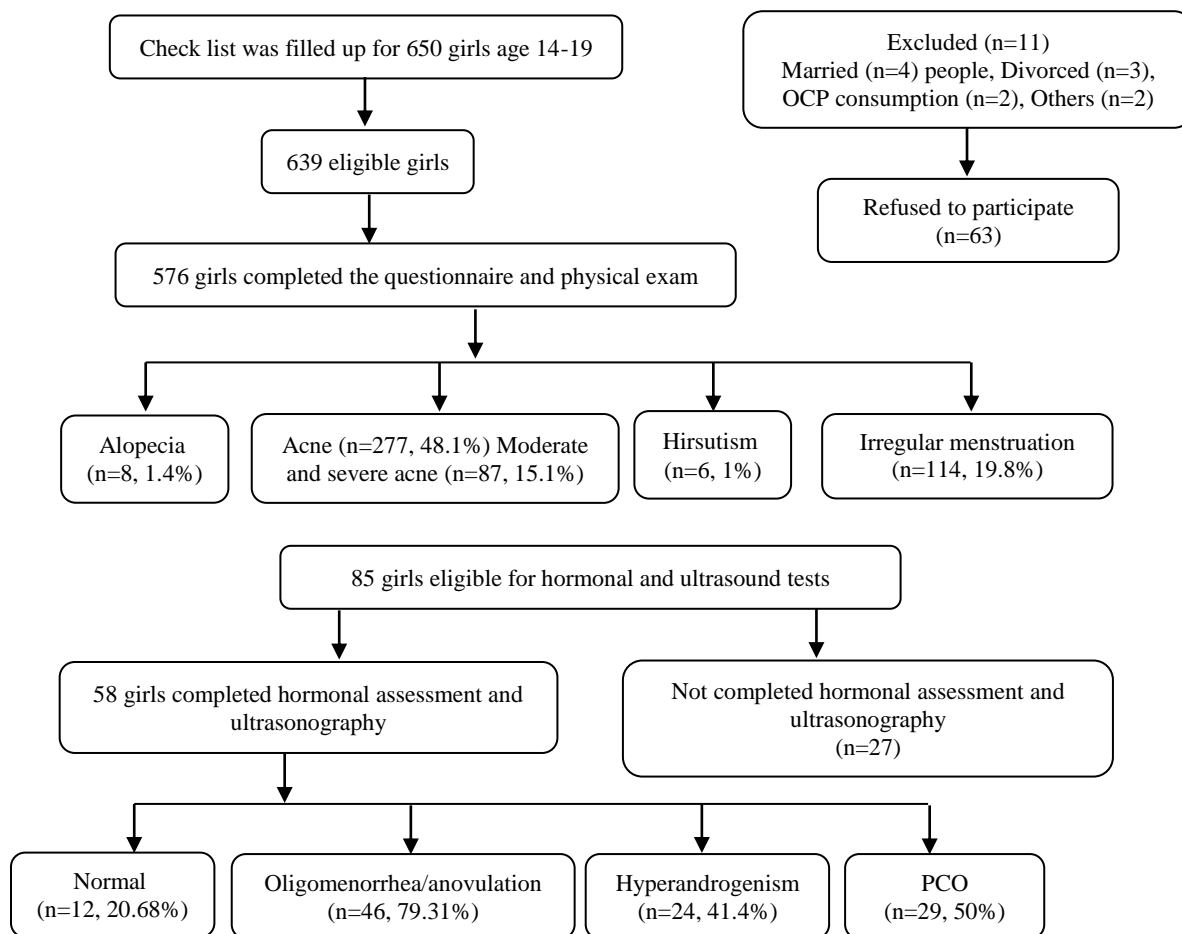 Check list was filled up for 650 girls age 14-19
Excluded (n=11)
Married (n=4) people, Divorced (n=3),
OCP consumption (n=2), Others (n=2)
639 eligible girls
Refused to participate
(n=63)
576 girls completed the questionnaire and physical exam
Alopecia
(n=8, 1.4%)
Acne (n=277, 48.1%) Moderate
and severe acne (n=87, 15.1%)
Hirsutism
(n=6, 1%)
Irregular menstruation
(n=114, 19.8%)
85 girls eligible for hormonal and ultrasound tests
58 girls completed hormonal assessment and
ultrasonography
Not completed hormonal assessment and
ultrasonography
(n=27)
Normal
(n=12, 20.68%)
Oligomenorrhea/anovulation
(n=46, 79.31%)
Hyperandrogenism
(n=24, 41.4%)
PCO
(n=29, 50%)